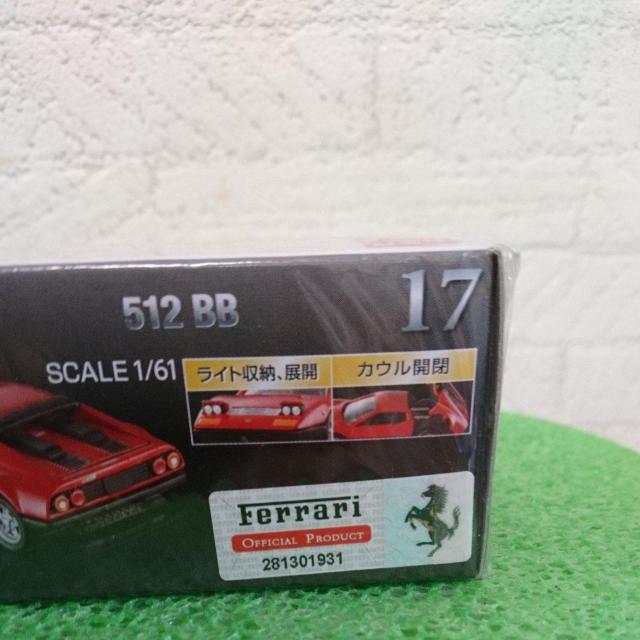 512 BB
17
SCALE 1/61
ライト収納、展開
カウル開閉
Ferrari
OFFICIAL PRODUCT
281301931